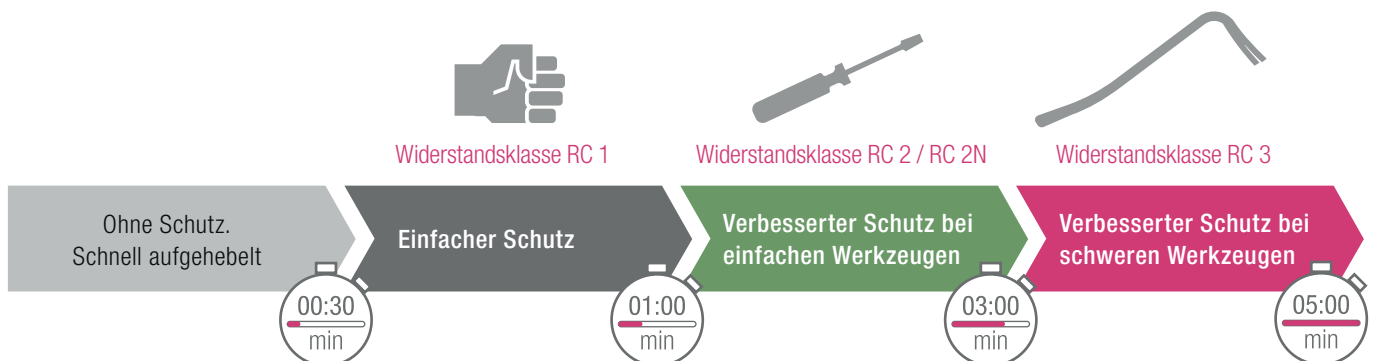 Widerstandsklasse RC 1
Widerstandsklasse RC 2 / RC 2N
Widerstandsklasse RC 3
Ohne Schutz.
Schnell aufgehebelt
Einfacher Schutz
Verbesserter Schutz bei
einfachen Werkzeugen
Verbesserter Schutz bei
schweren Werkzeugen
00:30
min
01:00
min
03:00
min
05:00
min